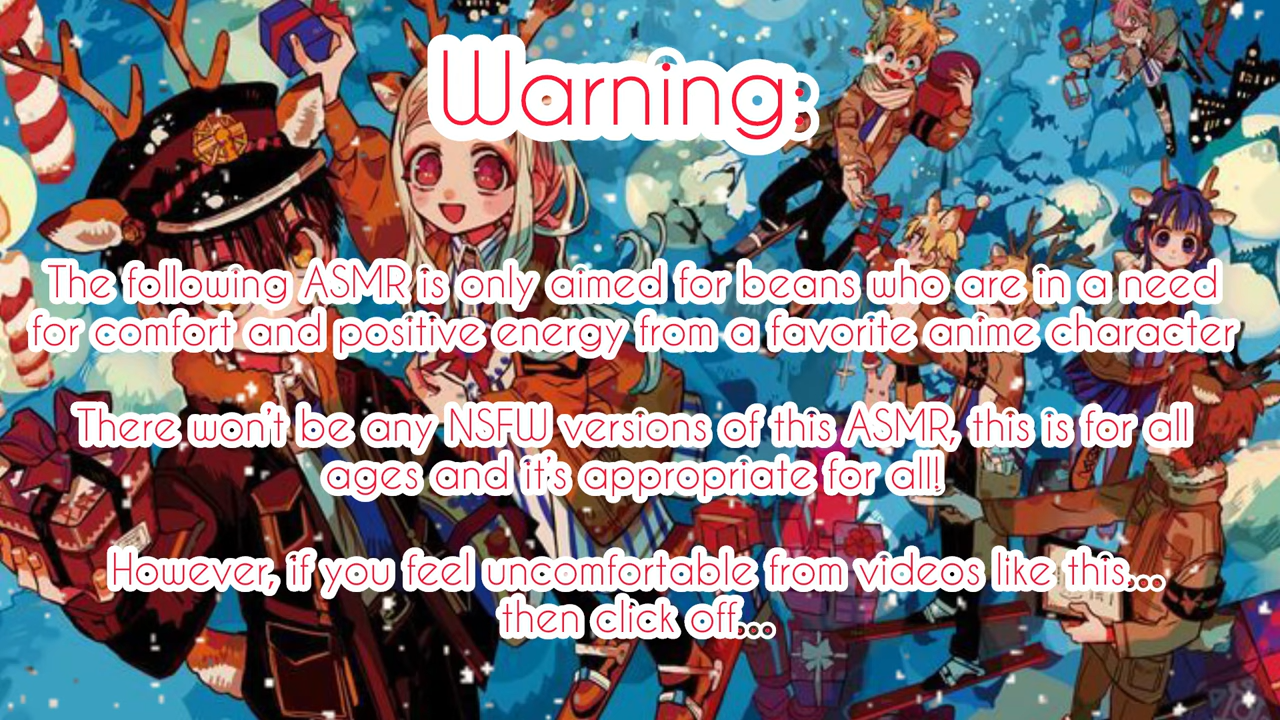 Warning:
The following ASMR is only aimed for beans who are in a need
for comfort and positive energy from a favorite anime character
There won't be any NSFW versions of this ASMR, this is for all
ages and it's appropriate for all!
However, if you feel uncomfortable from videos like this...
then click off...